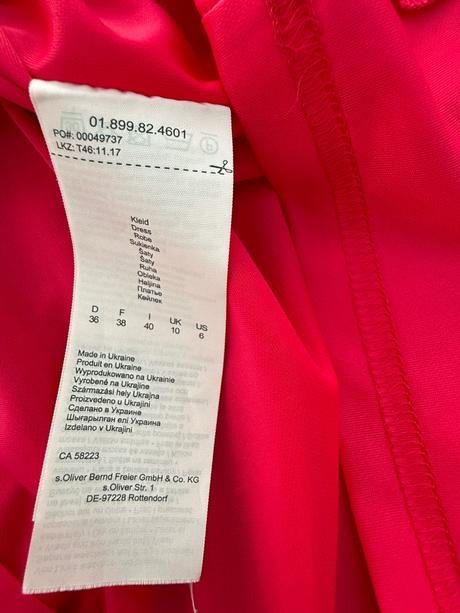 01.899.82.4601
PO#: 00049737
LKZ: T46:11.17
Kleid
Dress
Robe
Sukienka
Šaty
Šaty
Ruha
Obleka
Haljina
Платье
Көйлек
D F I UK US
36 38 40 10 6
Made in Ukraine
Produit en Ukraine
Wyprodukowano na Ukrainie
Vyrobené na Ukrajine
Származási hely Ukrajna
Proizvedeno u Ukrajini
Сделано в Украине
Шығарылған елі Украина
Izdelano v Ukrajini
CA 58223
s.Oliver Bernd Freier GmbH & Co. KG
s.Oliver Str. 1
DE-97228 Rottendorf